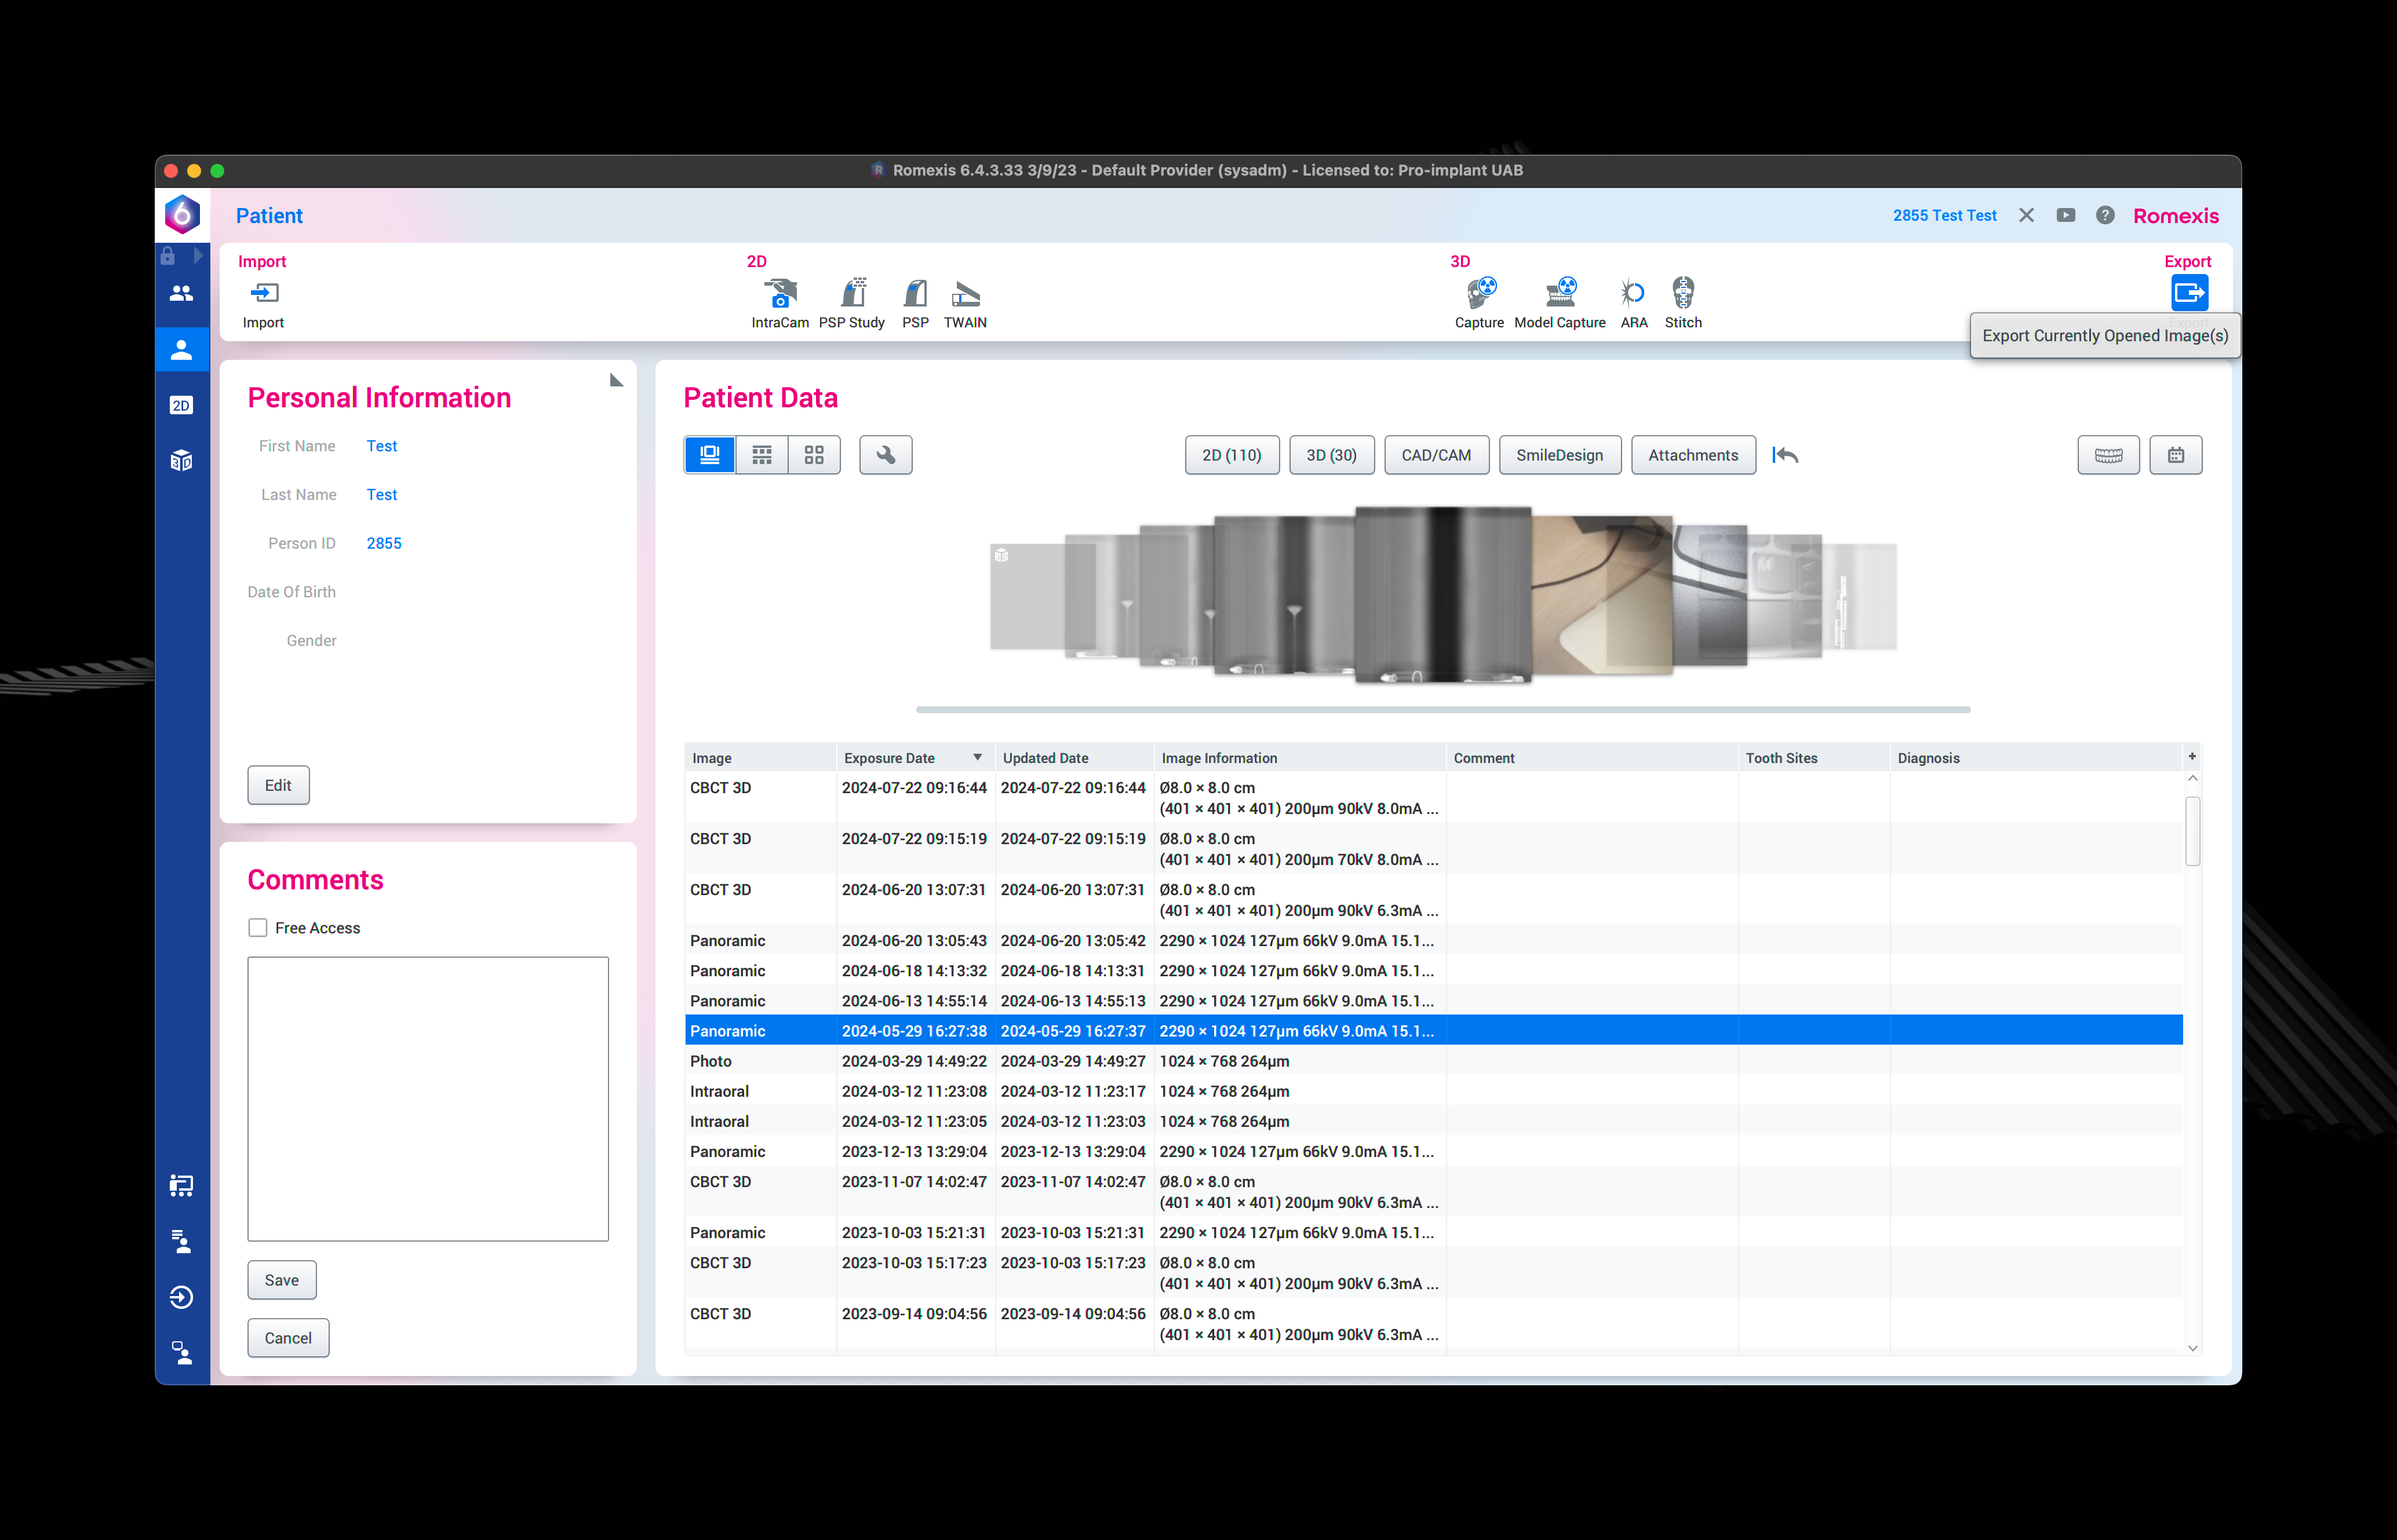 Romexis 6.4.3.33 3/9/23 - Default Provider (sysadm) - Licensed to: Pro-implant UAB
6 Patient 2855 Test Test ? Romexis
Import 2D 3D Export
Import IntraCam PSP Study PSP TWAIN Capture Model Capture ARA Stitch
Export Currently Opened Image(s)
2D
3D
Personal Information
First Name Test
Last Name Test
Person ID 2855
Date Of Birth
Gender
Edit
Comments
Free Access
Save
Cancel
Patient Data
2D (110) 3D (30) CAD/CAM SmileDesign Attachments
Image Exposure Date Updated Date Image Information Comment Tooth Sites Diagnosis +
CBCT 3D 2024-07-22 09:16:44 2024-07-22 09:16:44 Ø8.0 × 8.0 cm
(401 × 401 × 401) 200µm 90kV 8.0mA ...
CBCT 3D 2024-07-22 09:15:19 2024-07-22 09:15:19 Ø8.0 × 8.0 cm
(401 × 401 × 401) 200µm 70kV 8.0mA ...
CBCT 3D 2024-06-20 13:07:31 2024-06-20 13:07:31 Ø8.0 × 8.0 cm
(401 × 401 × 401) 200µm 90kV 6.3mA ...
Panoramic 2024-06-20 13:05:43 2024-06-20 13:05:42 2290 × 1024 127µm 66kV 9.0mA 15.1...
Panoramic 2024-06-18 14:13:32 2024-06-18 14:13:31 2290 × 1024 127µm 66kV 9.0mA 15.1...
Panoramic 2024-06-13 14:55:14 2024-06-13 14:55:13 2290 × 1024 127µm 66kV 9.0mA 15.1...
Panoramic 2024-05-29 16:27:38 2024-05-29 16:27:37 2290 × 1024 127µm 66kV 9.0mA 15.1...
Photo 2024-03-29 14:49:22 2024-03-29 14:49:27 1024 × 768 264µm
Intraoral 2024-03-12 11:23:08 2024-03-12 11:23:17 1024 × 768 264µm
Intraoral 2024-03-12 11:23:05 2024-03-12 11:23:03 1024 × 768 264µm
Panoramic 2023-12-13 13:29:04 2023-12-13 13:29:04 2290 × 1024 127µm 66kV 9.0mA 15.1...
CBCT 3D 2023-11-07 14:02:47 2023-11-07 14:02:47 Ø8.0 × 8.0 cm
(401 × 401 × 401) 200µm 90kV 6.3mA ...
Panoramic 2023-10-03 15:21:31 2023-10-03 15:21:31 2290 × 1024 127µm 66kV 9.0mA 15.1...
CBCT 3D 2023-10-03 15:17:23 2023-10-03 15:17:23 Ø8.0 × 8.0 cm
(401 × 401 × 401) 200µm 90kV 6.3mA ...
CBCT 3D 2023-09-14 09:04:56 2023-09-14 09:04:56 Ø8.0 × 8.0 cm
(401 × 401 × 401) 200µm 90kV 6.3mA ...